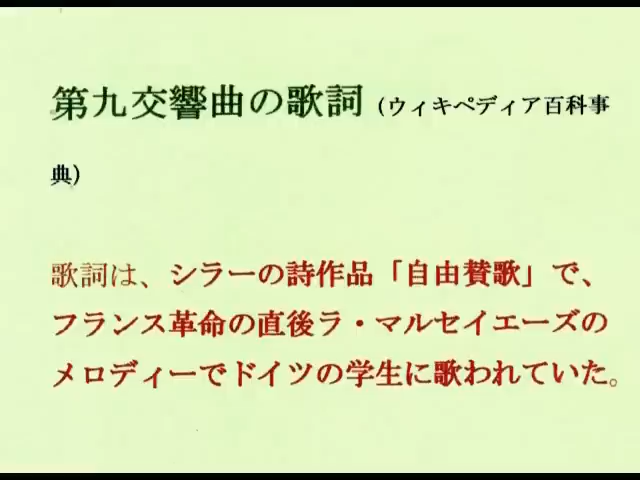 第九交響曲の歌詞（ウィキペディア百科事
典）
歌詞は、シラーの詩作品「自由賛歌」で、
フランス革命の直後ラ・マルセイエーズの
メロディーでドイツの学生に歌われていた。